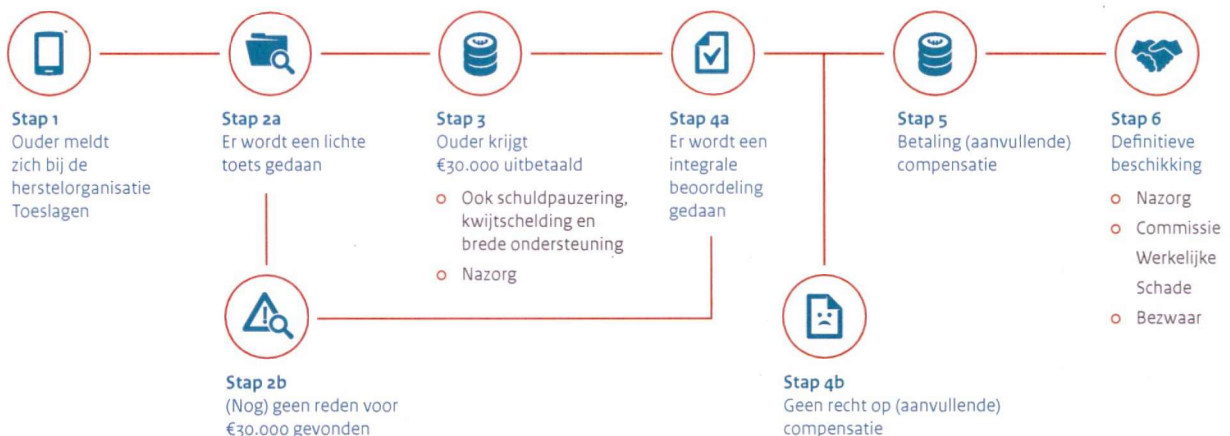 Stap 1
Ouder meldt
zich bij de
herstelorganisatie
Toeslagen
Stap 2a
Er wordt een lichte
toets gedaan
Stap 3
Ouder krijgt
€30.000 uitbetaald
Ook schuldpauzering,
kwijtschelding en
brede ondersteuning
Nazorg
Stap 4a
Er wordt een
integrale
beoordeling
gedaan
Stap 5
Betaling (aanvullende)
compensatie
Stap 6
Definitieve
beschikking
Nazorg
Commissie
Werkelijke
Schade
Bezwaar
Stap 2b
(Nog) geen reden voor
€30.000 gevonden
Stap 4b
Geen recht op (aanvullende)
compensatie